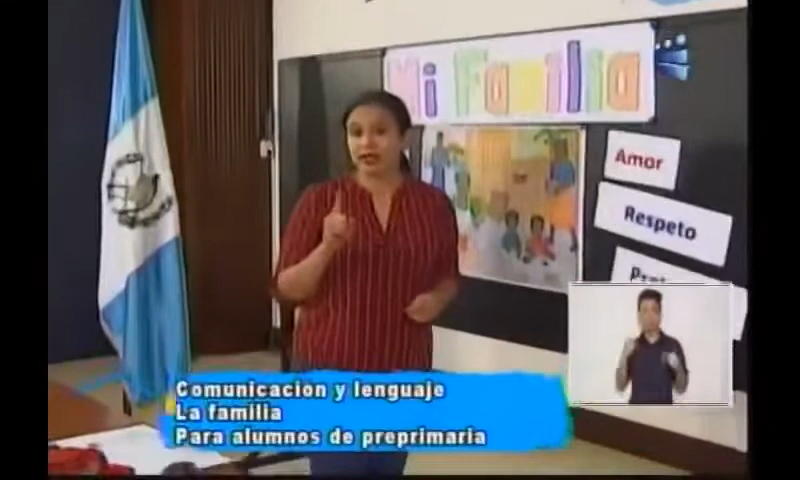 Mi Familia
Amor
Respeto
Comunicacion y lenguaje
La familia
Para alumnos de preprimaria